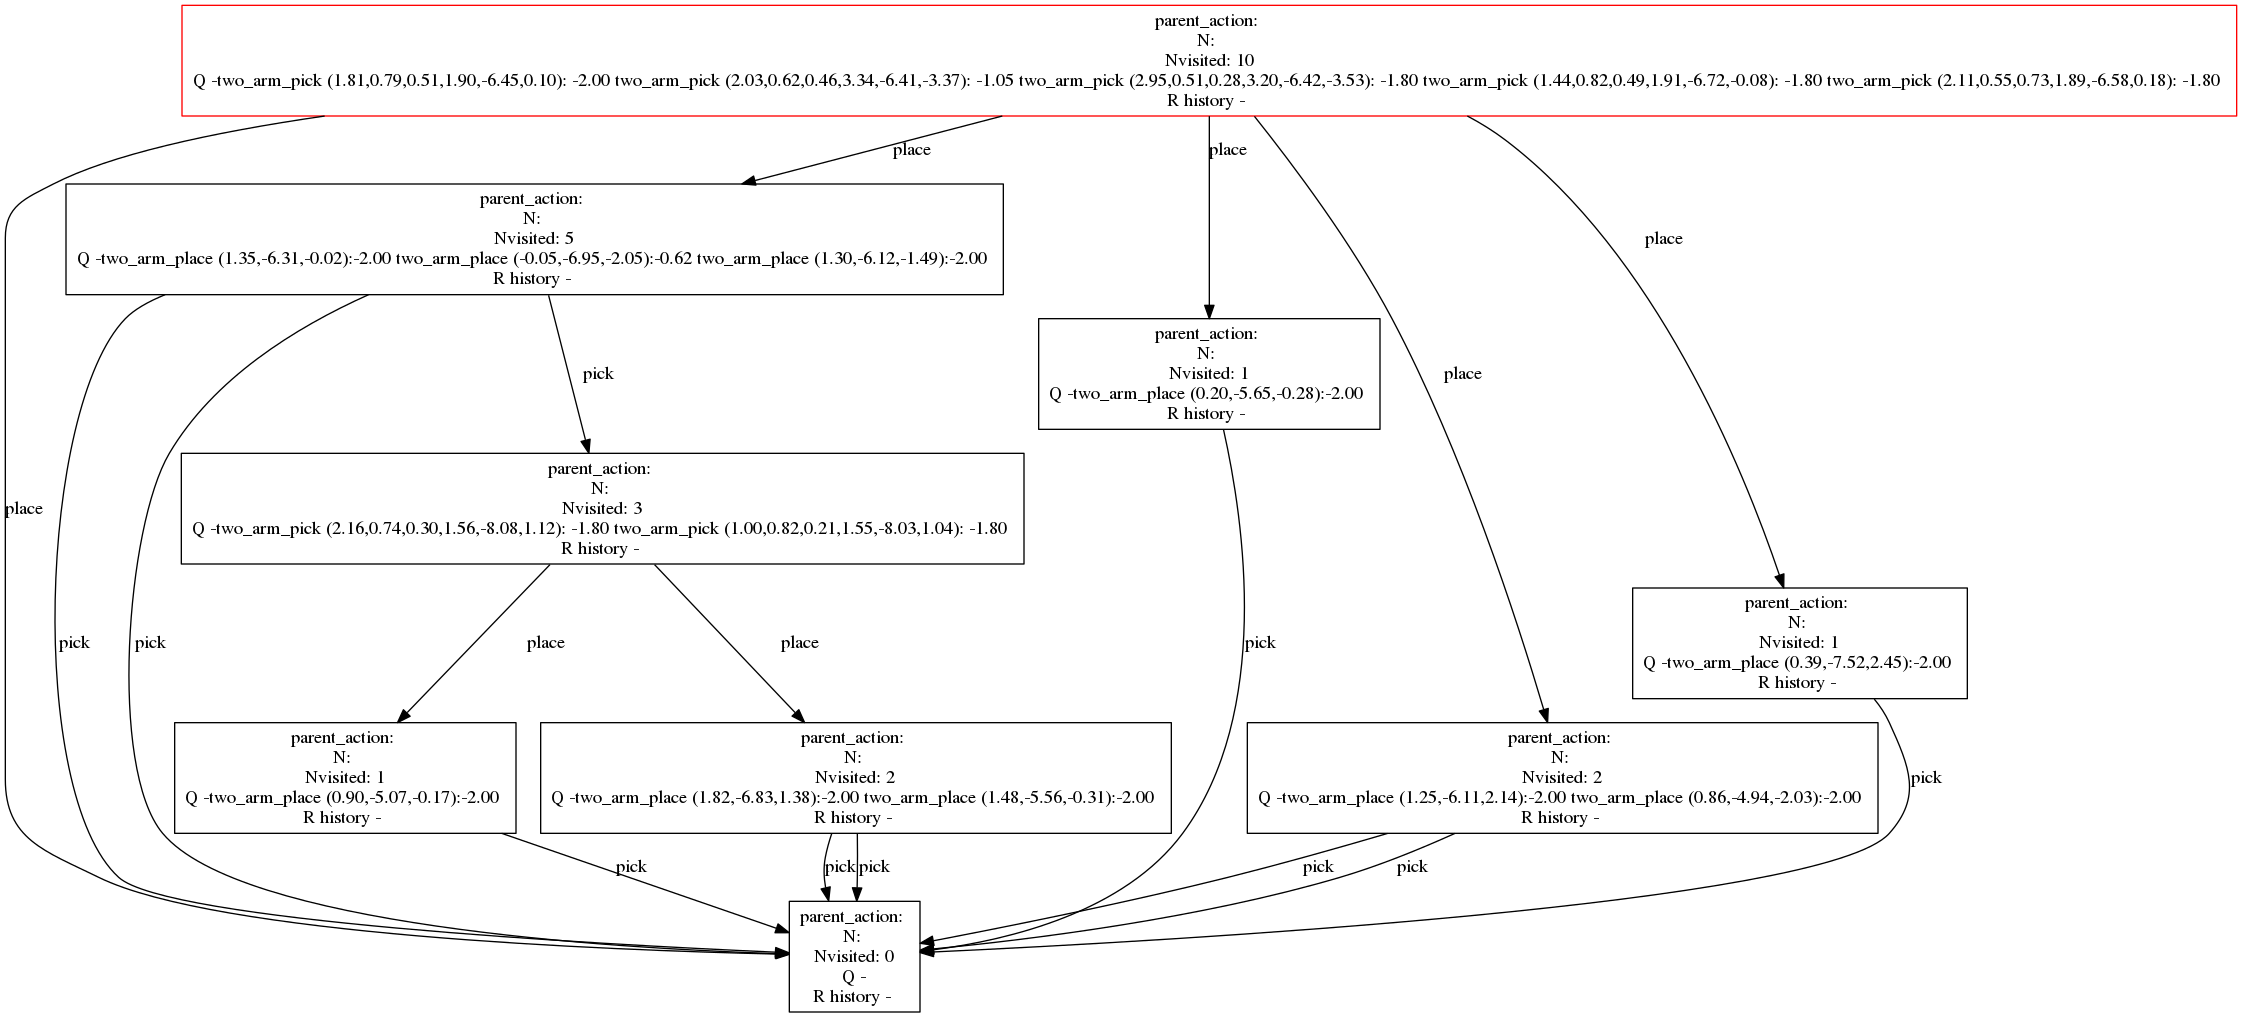 parent_action:
N:
Nvisited: 10
Q -two_arm_pick (1.81,0.79,0.51,1.90,-6.45,0.10): -2.00 two_arm_pick (2.03,0.62,0.46,3.34,-6.41,-3.37): -1.05 two_arm_pick (2.95,0.51,0.28,3.20,-6.42,-3.53): -1.80 two_arm_pick (1.44,0.82,0.49,1.91,-6.72,-0.08): -1.80 two_arm_pick (2.11,0.55,0.73,1.89,-6.58,0.18): -1.80
R history -
place
place
place
parent_action:
N:
Nvisited: 5
Q -two_arm_place (1.35,-6.31,-0.02):-2.00 two_arm_place (-0.05,-6.95,-2.05):-0.62 two_arm_place (1.30,-6.12,-1.49):-2.00
R history -
parent_action:
N:
Nvisited: 1
Q -two_arm_place (0.20,-5.65,-0.28):-2.00
R history -
pick
place
parent_action:
N:
Nvisited: 3
Q -two_arm_pick (2.16,0.74,0.30,1.56,-8.08,1.12): -1.80 two_arm_pick (1.00,0.82,0.21,1.55,-8.03,1.04): -1.80
R history -
place
parent_action:
N:
Nvisited: 1
Q -two_arm_place (0.39,-7.52,2.45):-2.00
R history -
pick
pick
place
place
pick
parent_action:
N:
Nvisited: 1
Q -two_arm_place (0.90,-5.07,-0.17):-2.00
R history -
parent_action:
N:
Nvisited: 2
Q -two_arm_place (1.82,-6.83,1.38):-2.00 two_arm_place (1.48,-5.56,-0.31):-2.00
R history -
parent_action:
N:
Nvisited: 2
Q -two_arm_place (1.25,-6.11,2.14):-2.00 two_arm_place (0.86,-4.94,-2.03):-2.00
R history -
pick
pick
pick
pick
pick
pick
parent_action:
N:
Nvisited: 0
Q -
R history -